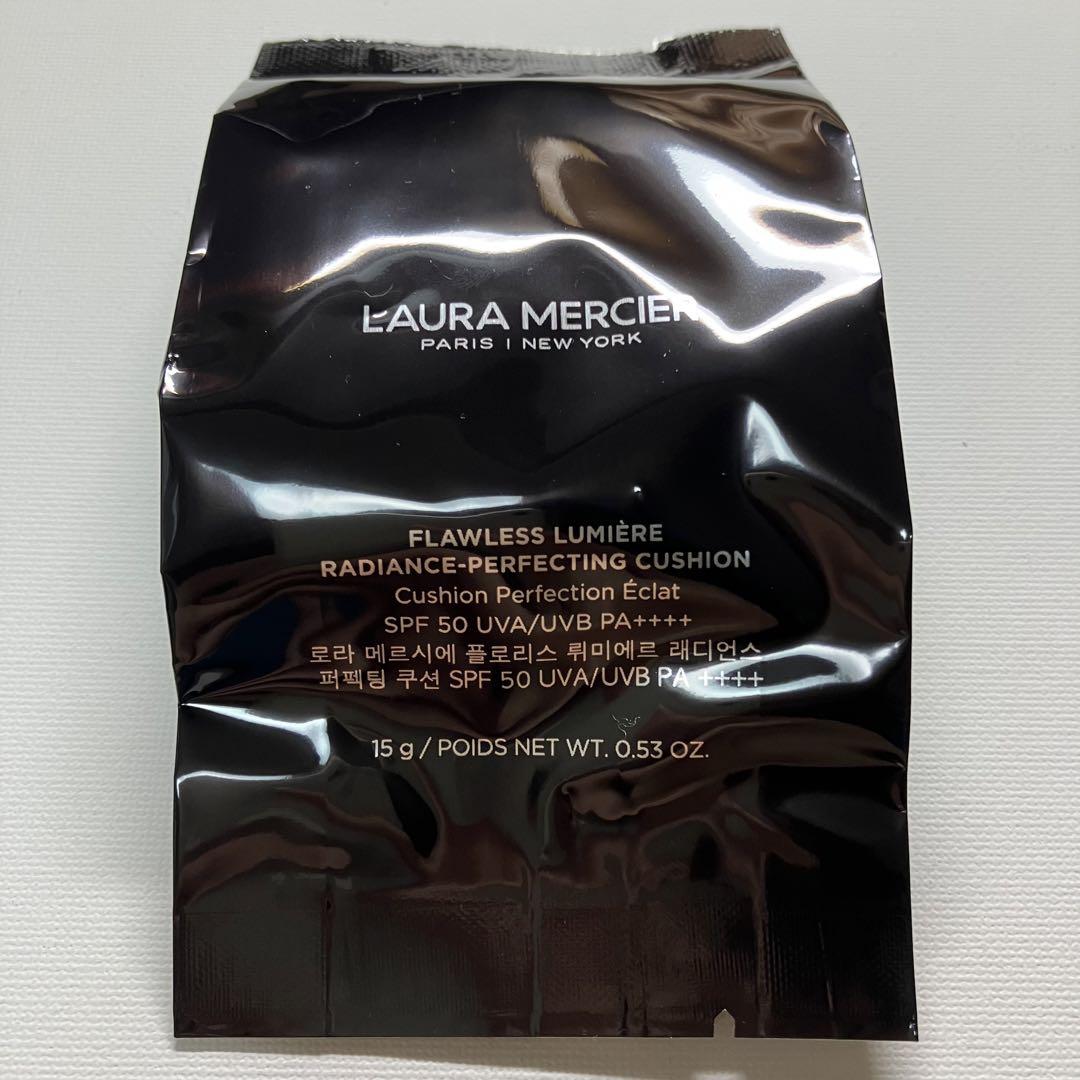 LAURA MERCIER
PARIS | NEW YORK
FLAWLESS LUMIÈRE
RADIANCE-PERFECTING CUSHION
Cushion Perfection Éclat
SPF 50 UVA/UVB PA++++
로라 메르시에 플로리스 뤼미에르 래디언스
퍼펙팅 쿠션 SPF 50 UVA/UVB PA ++++
15 g / POIDS NET WT. 0.53 OZ.